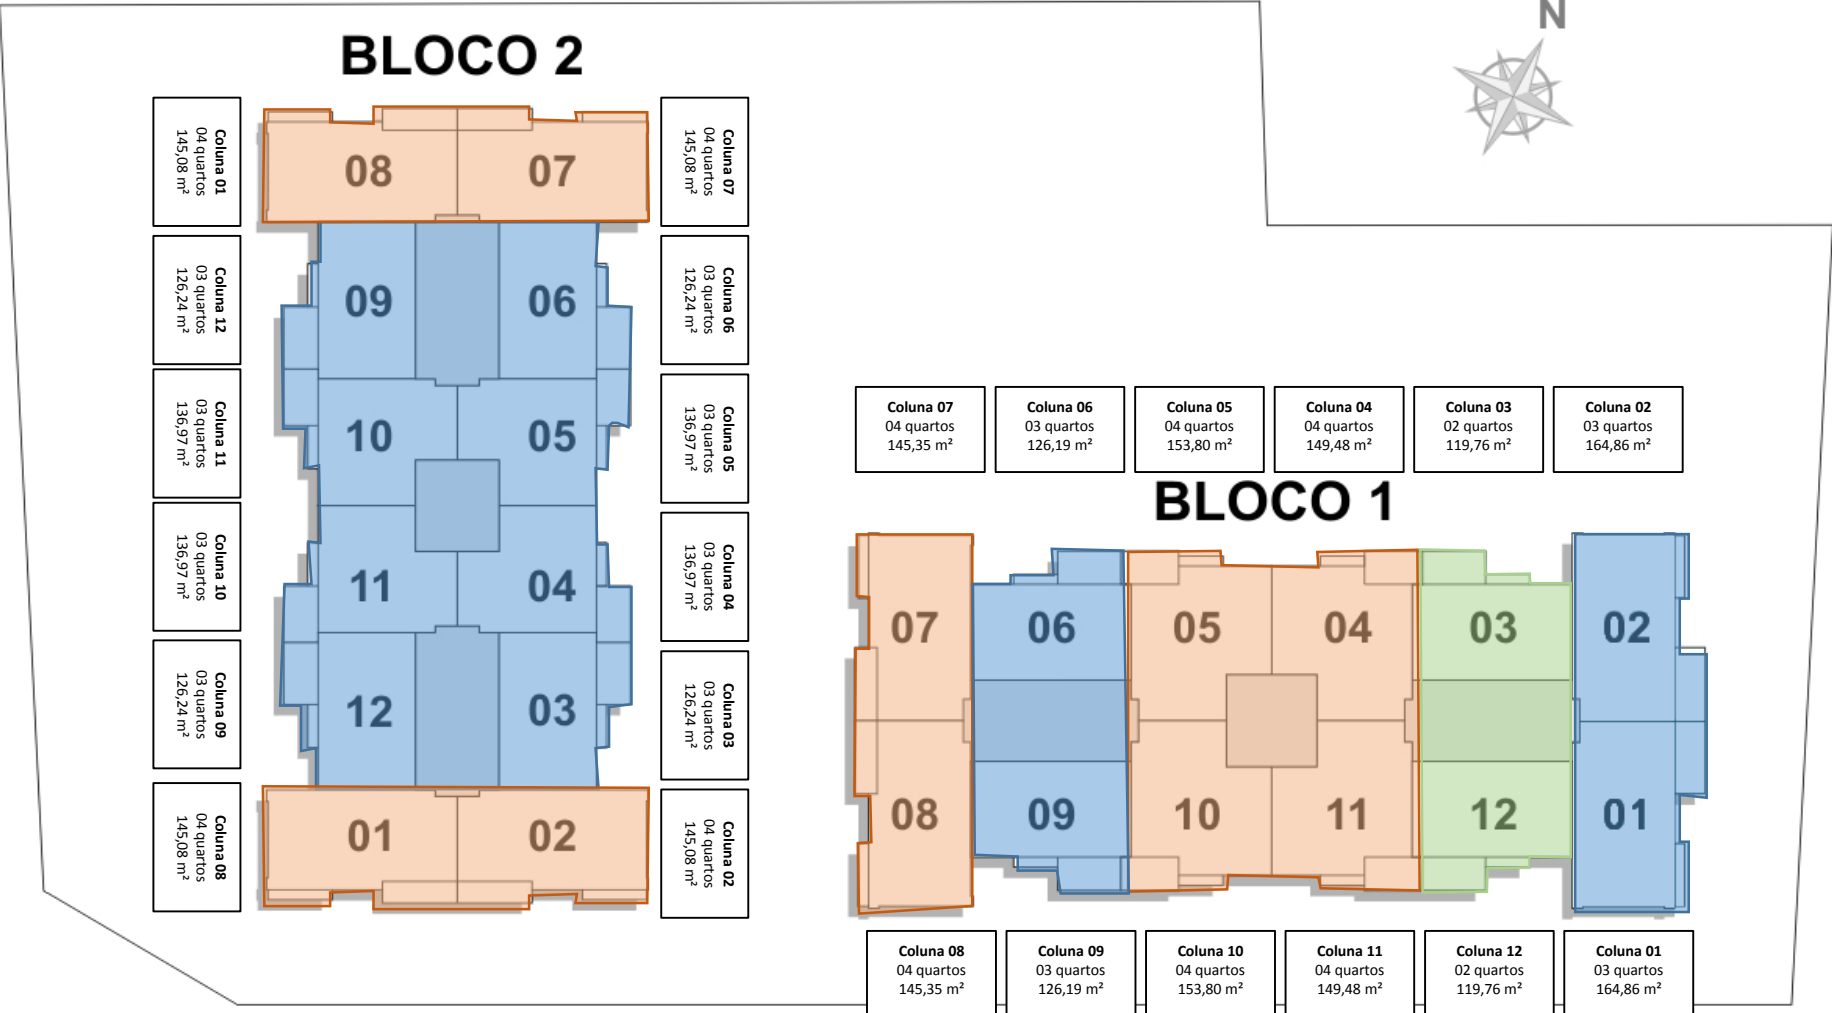 N
BLOCO 2
Coluna 01
04 quartos
145,08 m²
08
07
Coluna 07
04 quartos
145,08 m²
Coluna 12
03 quartos
126,24 m²
09
06
Coluna 06
03 quartos
126,24 m²
Coluna 11
03 quartos
136,97 m²
10
05
Coluna 05
03 quartos
136,97 m²
Coluna 10
03 quartos
136,97 m²
11
04
Coluna 04
03 quartos
136,97 m²
Coluna 09
03 quartos
126,24 m²
12
03
Coluna 03
03 quartos
126,24 m²
Coluna 08
04 quartos
145,08 m²
01
02
Coluna 02
04 quartos
145,08 m²
Coluna 07
04 quartos
145,35 m²
Coluna 06
03 quartos
126,19 m²
Coluna 05
04 quartos
153,80 m²
Coluna 04
04 quartos
149,48 m²
Coluna 03
02 quartos
119,76 m²
Coluna 02
03 quartos
164,86 m²
BLOCO 1
07
06
05
04
03
02
08
09
10
11
12
01
Coluna 08
04 quartos
145,35 m²
Coluna 09
03 quartos
126,19 m²
Coluna 10
04 quartos
153,80 m²
Coluna 11
04 quartos
149,48 m²
Coluna 12
02 quartos
119,76 m²
Coluna 01
03 quartos
164,86 m²